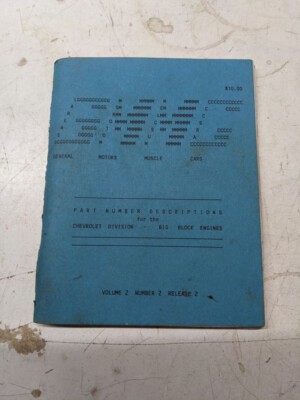 $10.00
GENERAL MOTORS MUSCLE CARS
PART NUMBER DESCRIPTIONS
for the
CHEVROLET DIVISION - BIG BLOCK ENGINES
VOLUME 2 NUMBER 2 RELEASE 2